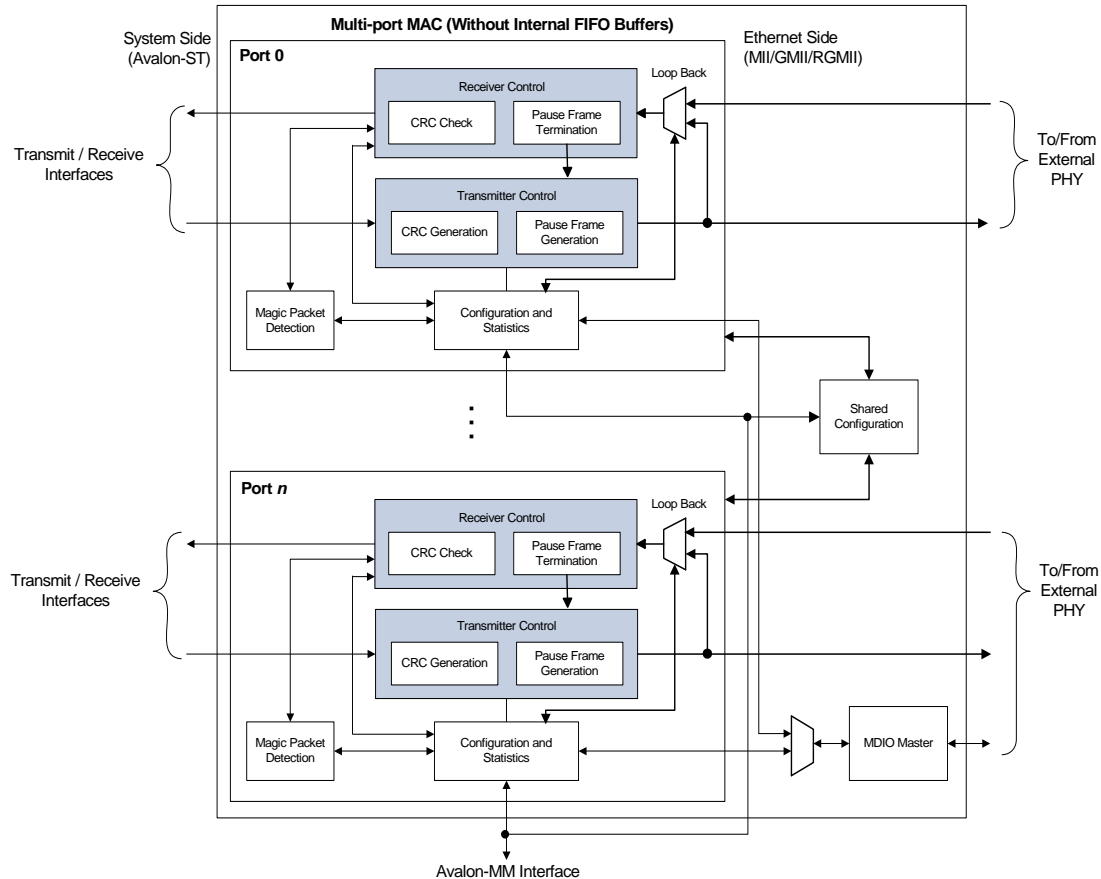 Multi-port MAC (Without Internal FIFO Buffers)
System Side
(Avalon-ST)
Ethernet Side
(MII/GMII/RGMII)
Port 0
Receiver Control
Loop Back
CRC Check
Pause Frame
Termination
Transmit / Receive
Interfaces
To/From
External
PHY
Transmitter Control
CRC Generation
Pause Frame
Generation
Magic Packet
Detection
Configuration and
Statistics
Shared
Configuration
Port n
Receiver Control
Loop Back
CRC Check
Pause Frame
Termination
Transmit / Receive
Interfaces
To/From
External
PHY
Transmitter Control
CRC Generation
Pause Frame
Generation
Magic Packet
Detection
Configuration and
Statistics
MDIO Master
Avalon-MM Interface